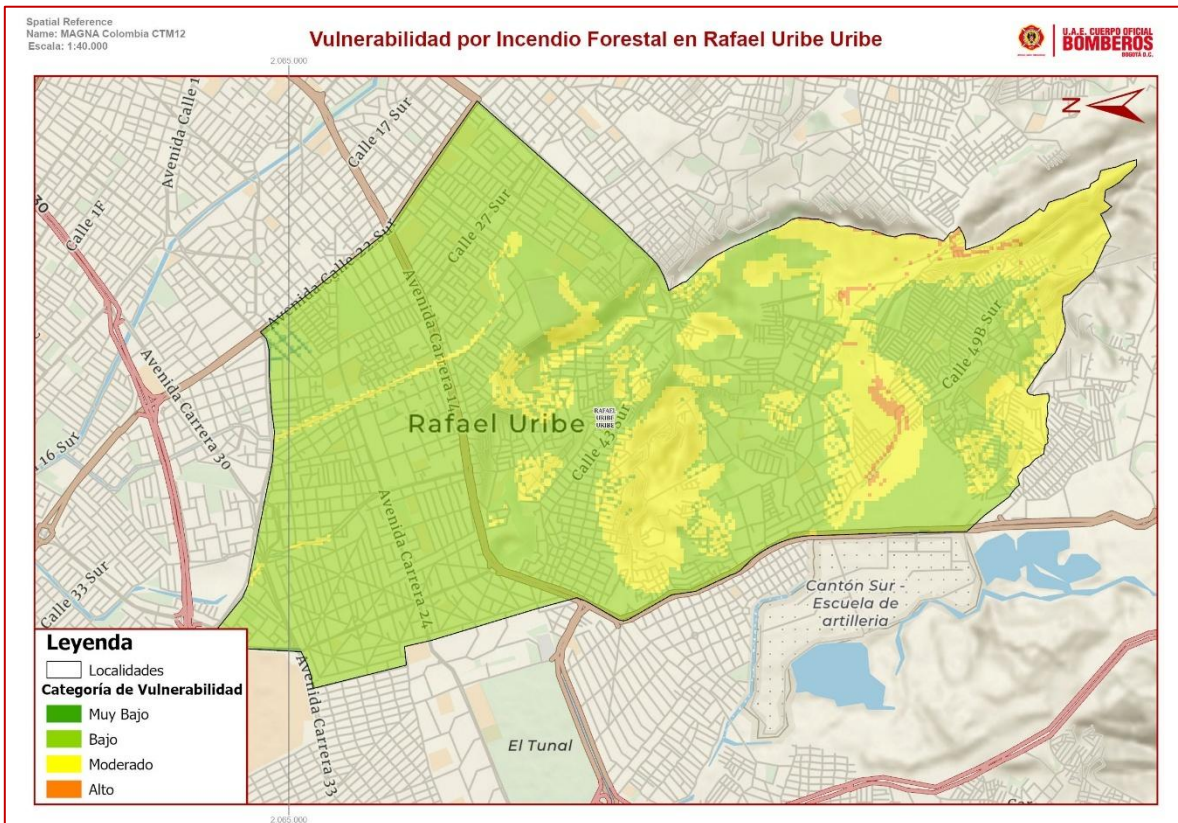 Spatial Reference
Name: MAGNA Colombia CTM12
Escala: 1:40.000
Vulnerabilidad por Incendio Forestal en Rafael Uribe Uribe
U.A.E. CUERPO OFICIAL
BOMBEROS
BOGOTÁ D.C.
2.065.000
N
Avenida Calle 1
Calle 17 Sur
Calle 1F
30
Calle 27 Sur
Avenida Calle 22 Sur
Avenida Carrera 14
Avenida Carrera 30
Calle 49B Sur
Rafael Uribe
RAFAEL
URIBE
URIBE
Calle 43 Sur
16 Sur
Avenida Carrera 24
Calle 33 Sur
Cantón Sur -
Escuela de
artilleria
Avenida Carrera 33
El Tunal
Leyenda
Localidades
Categoría de Vulnerabilidad
Muy Bajo
Bajo
Moderado
Alto
2.065.000